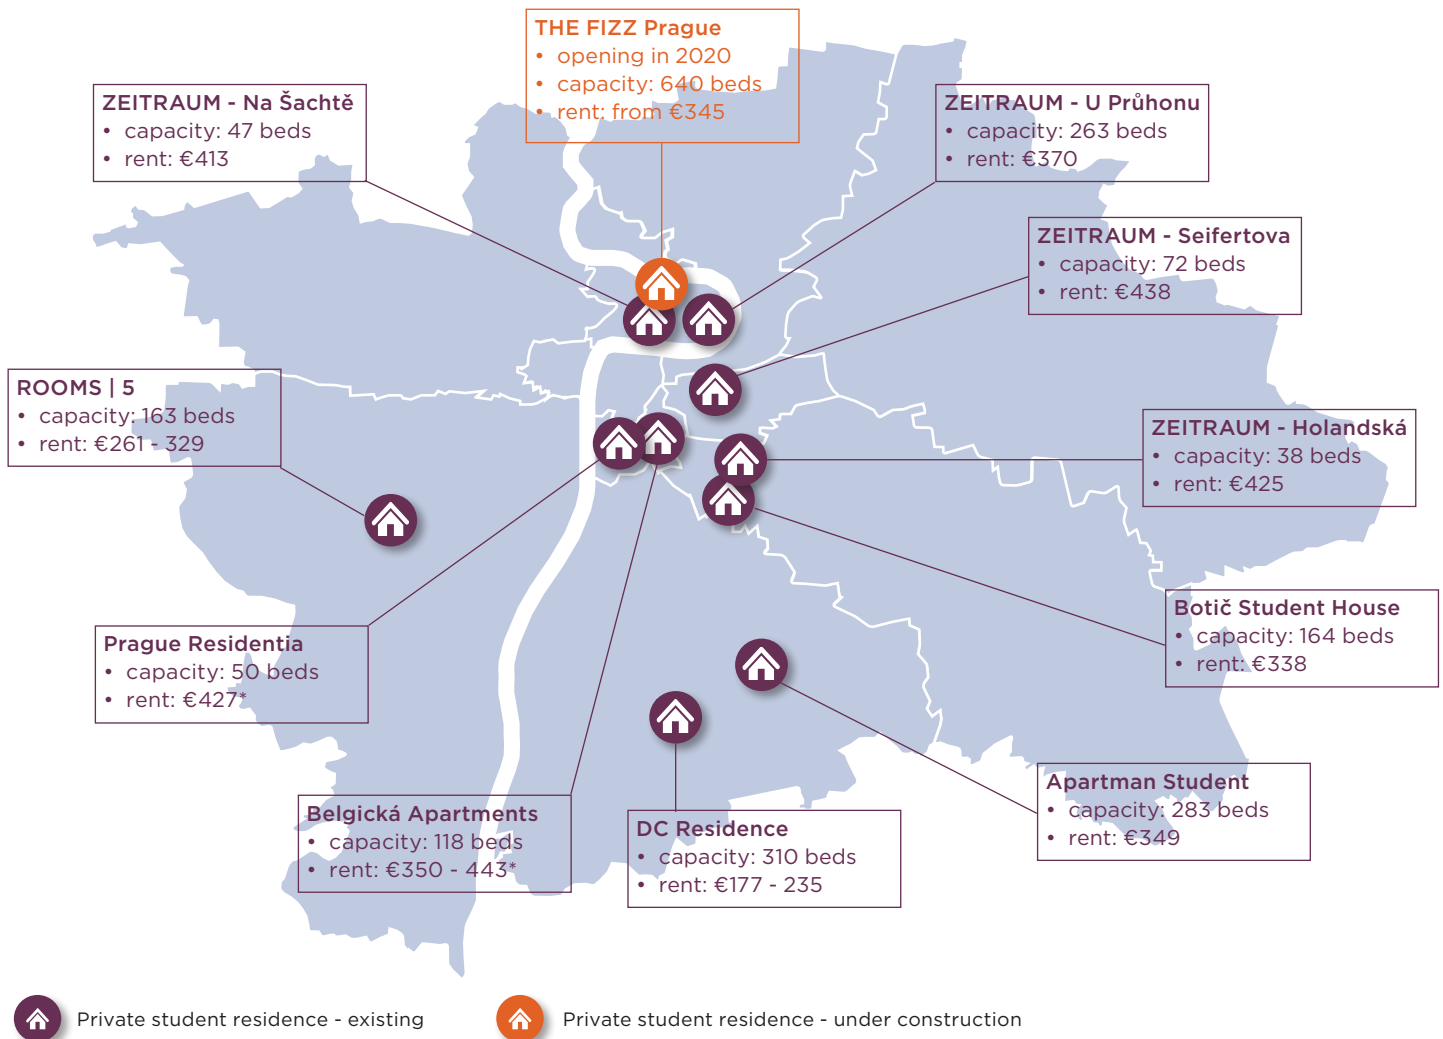 THE FIZZ Prague
• opening in 2020
• capacity: 640 beds
• rent: from €345
ZEITRAUM - Na Šachtě
• capacity: 47 beds
• rent: €413
ZEITRAUM - U Průhonu
• capacity: 263 beds
• rent: €370
ZEITRAUM - Seifertova
• capacity: 72 beds
• rent: €438
ROOMS | 5
• capacity: 163 beds
• rent: €261 - 329
ZEITRAUM - Holandská
• capacity: 38 beds
• rent: €425
Botič Student House
• capacity: 164 beds
• rent: €338
Prague Residentia
• capacity: 50 beds
• rent: €427*
Apartman Student
• capacity: 283 beds
• rent: €349
Belgická Apartments
• capacity: 118 beds
• rent: €350 - 443*
DC Residence
• capacity: 310 beds
• rent: €177 - 235
Private student residence - existing
Private student residence - under construction